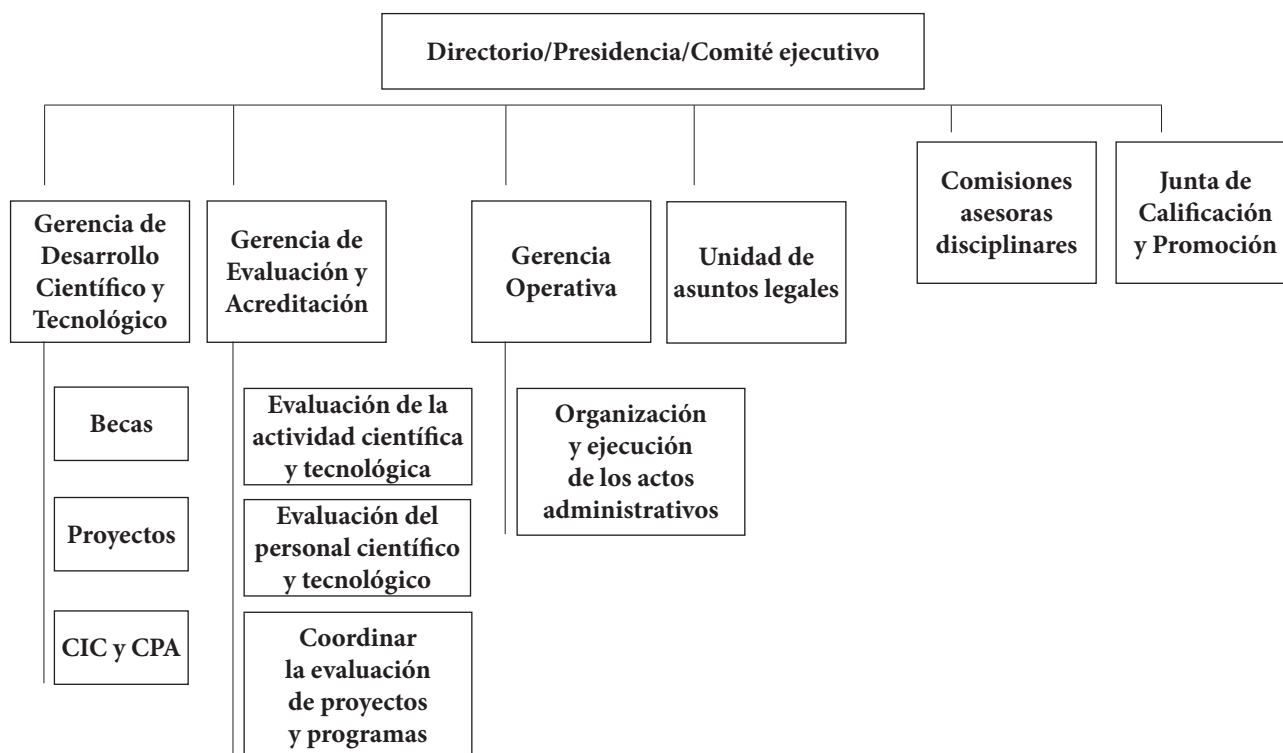 Directorio/Presidencia/Comité ejecutivo
Gerencia de
Desarrollo
Científico y
Tecnológico
Gerencia de
Evaluación y
Acreditación
Gerencia
Operativa
Unidad de
asuntos legales
Comisiones
asesoras
disciplinares
Junta de
Calificación
y Promoción
Becas
Proyectos
CIC y CPA
Evaluación de la
actividad científica
y tecnológica
Evaluación del
personal científico
y tecnológico
Coordinar
la evaluación
de proyectos
y programas
Organización
y ejecución
de los actos
administrativos